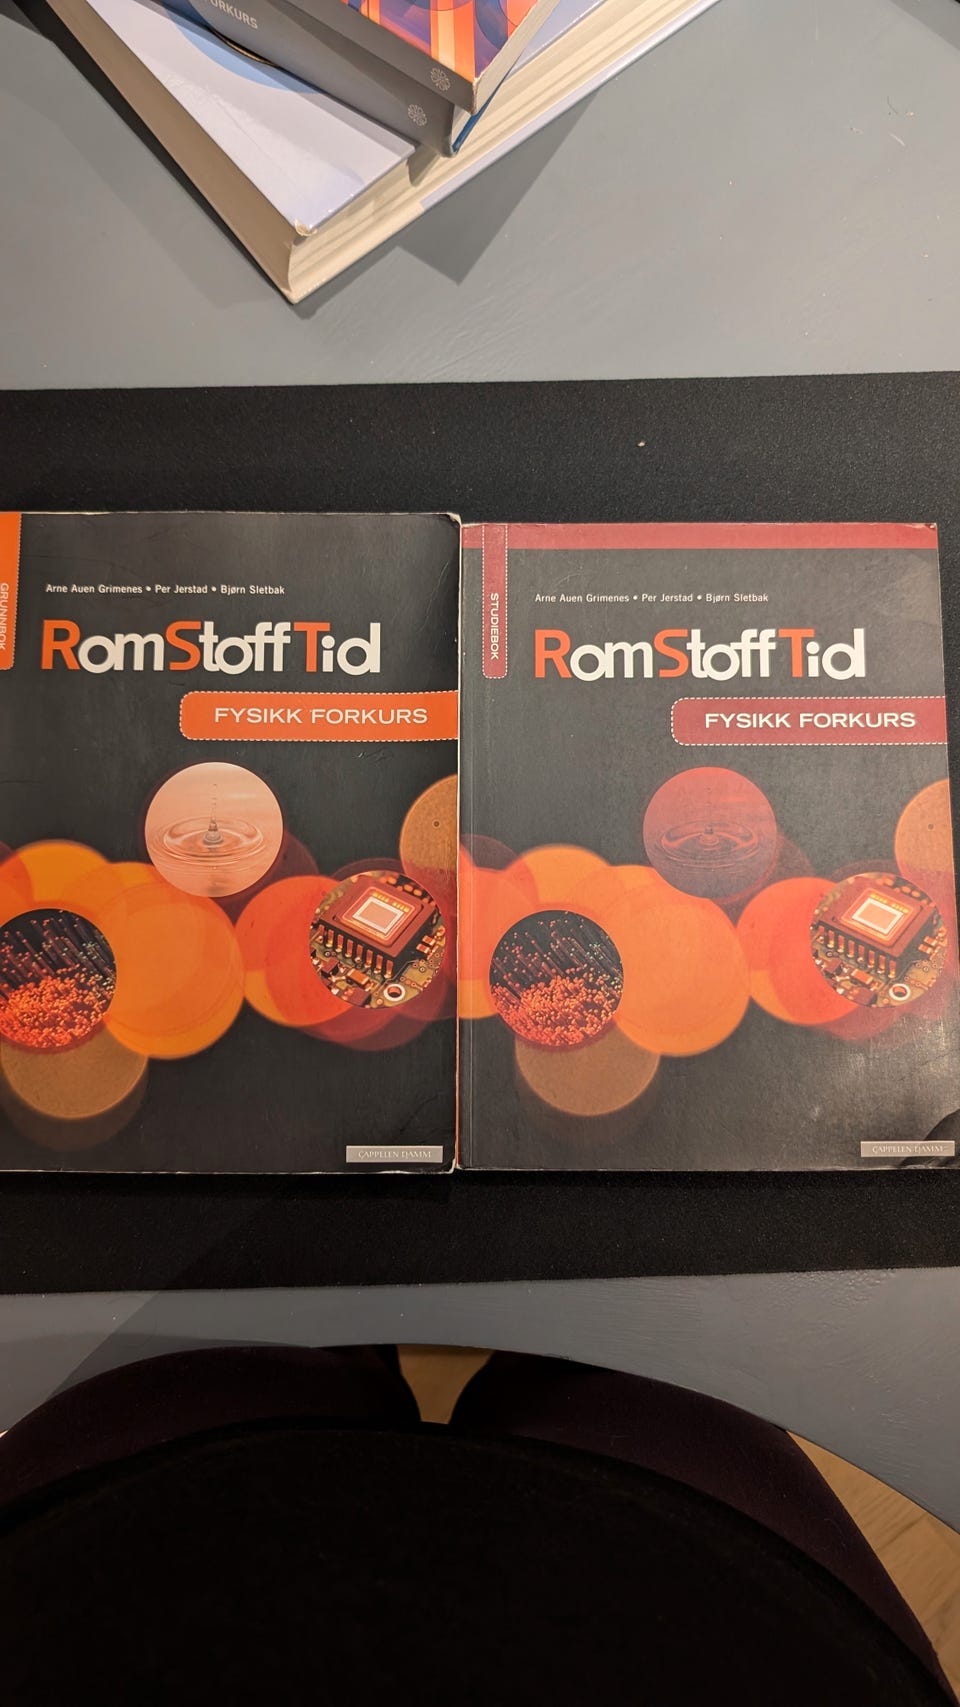 FORKURS
GRUNNBOK
Arne Auen Grimenes • Per Jerstad • Bjørn Sletbak
RomStoffTid
FYSIKK FORKURS
CAPPELEN DAMM
STUDIEBOK
Arne Auen Grimenes • Per Jerstad • Bjørn Sletbak
RomStoffTid
FYSIKK FORKURS
CAPPELEN DAMM